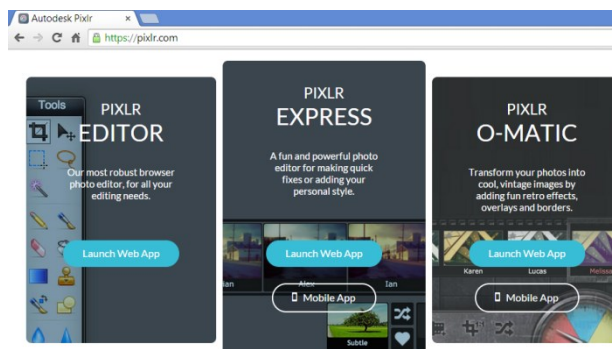 Autodesk Pixlr
https://pixlr.com
Tools
PIXLR
EDITOR
Our most robust browser
photo editor, for all your
editing needs.
Launch Web App
PIXLR
EXPRESS
A fun and powerful photo
editor for making quick
fixes or adding your
personal style.
Ian
Alex
Ian
Launch Web App
Mobile App
Subtle
PIXLR
O-MATIC
Transform your photos into
cool, vintage images by
adding fun retro effects,
overlays and borders.
Launch Web App
Karen
Lucas
Meliss
Mobile App